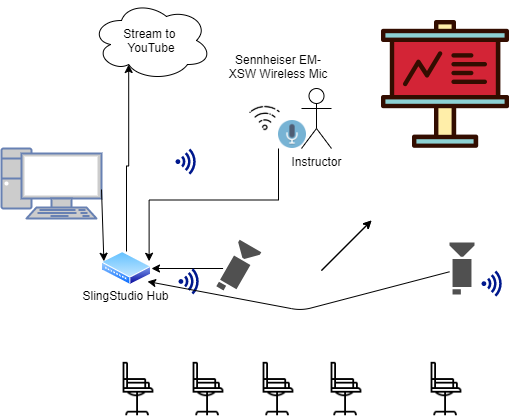 Stream to
YouTube
Sennheiser EM-
XSW Wireless Mic
Instructor
SlingStudio Hub